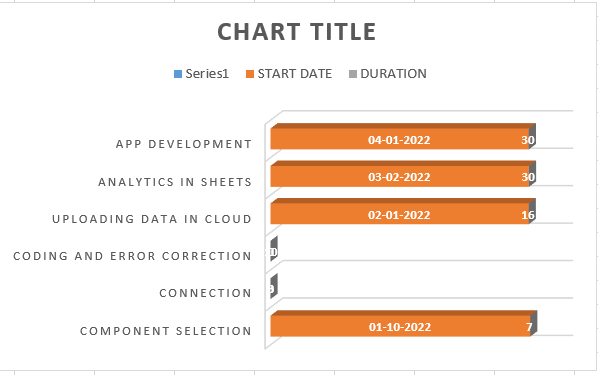 CHART TITLE
Series1 START DATE DURATION
APP DEVELOPMENT 04-01-2022 30
ANALYTICS IN SHEETS 03-02-2022 30
UPLOADING DATA IN CLOUD 02-01-2022 16
CODING AND ERROR CORRECTION
CONNECTION
COMPONENT SELECTION 01-10-2022 7